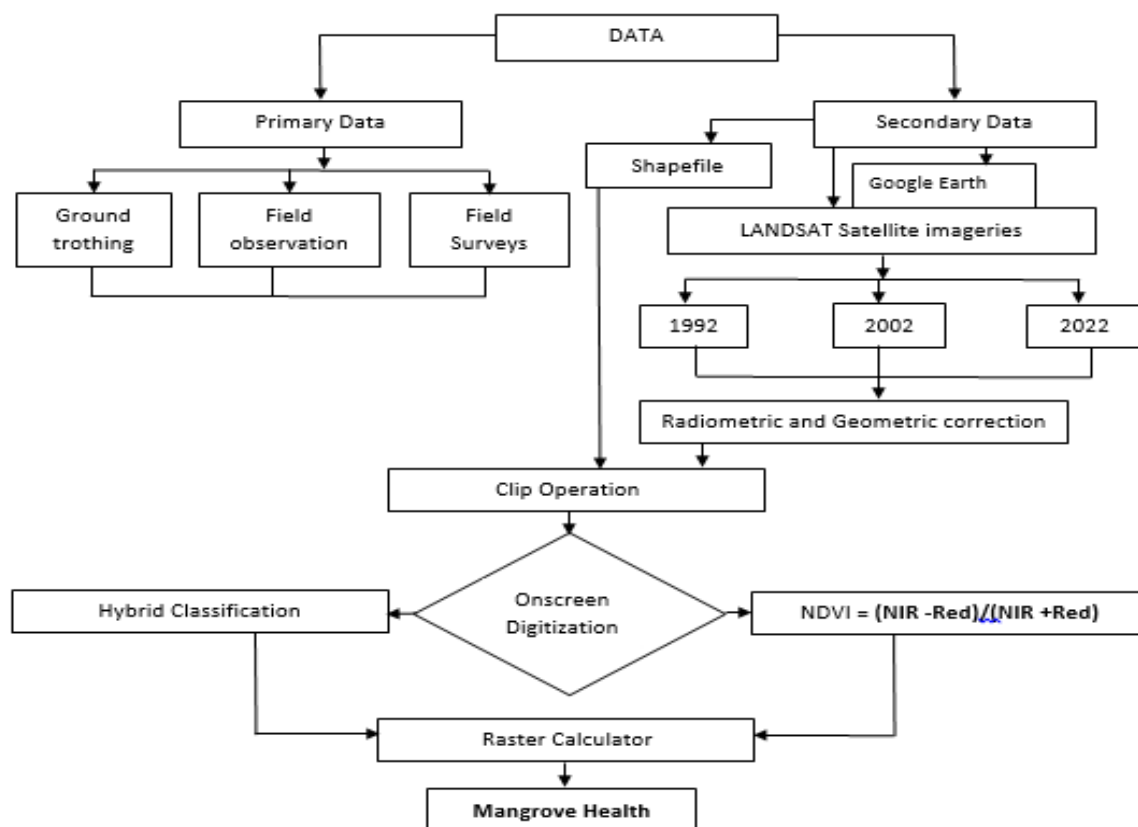 DATA
Primary Data
Secondary Data
Shapefile
Google Earth
Ground
trothing
Field
observation
Field
Surveys
LANDSAT Satellite imageries
1992
2002
2022
Radiometric and Geometric correction
Clip Operation
Hybrid Classification
Onscreen
Digitization
NDVI = (NIR -Red)/(NIR +Red)
Raster Calculator
Mangrove Health